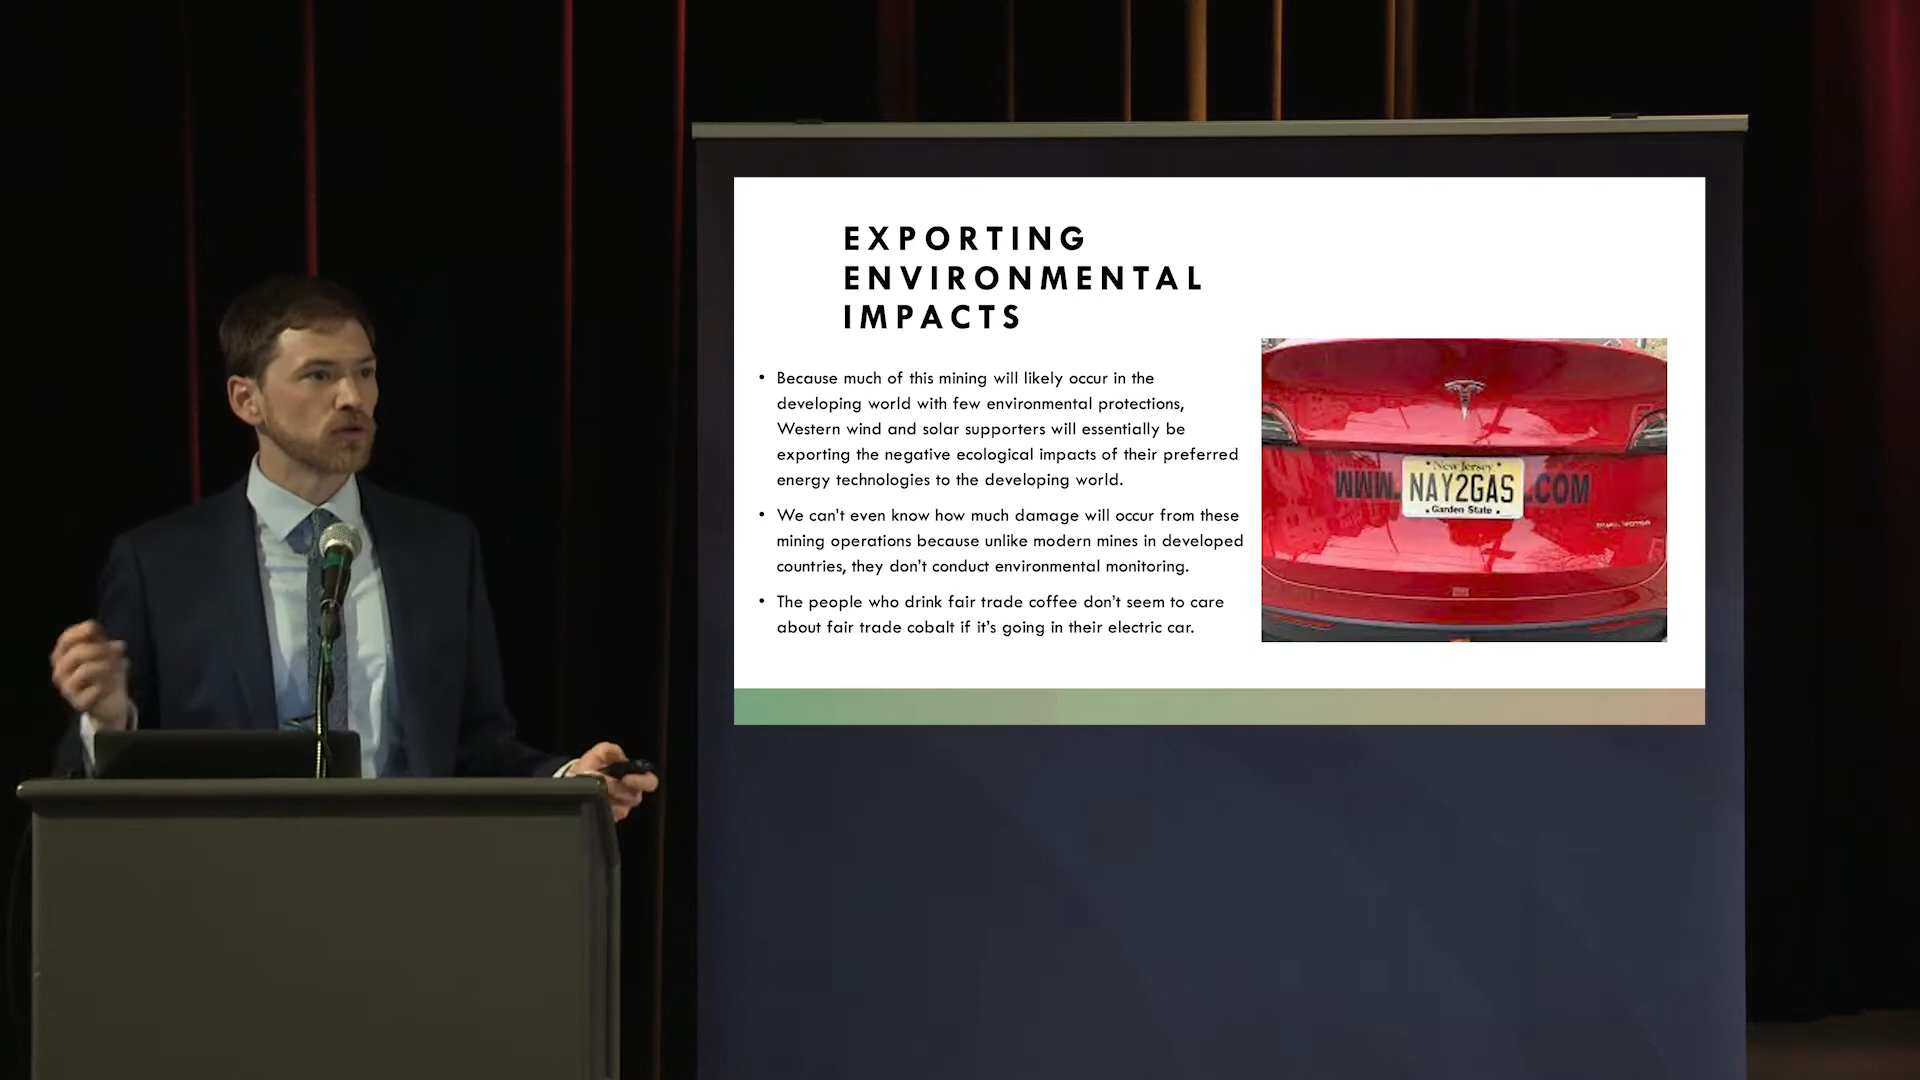 EXPORTING
ENVIRONMENTAL
IMPACTS
• Because much of this mining will likely occur in the
developing world with few environmental protections,
Western wind and solar supporters will essentially be
exporting the negative ecological impacts of their preferred
energy technologies to the developing world.
• We can't even know how much damage will occur from these
mining operations because unlike modern mines in developed
countries, they don't conduct environmental monitoring.
• The people who drink fair trade coffee don't seem to care
about fair trade cobalt if it's going in their electric car.
New Jersey
WWW. NAY2GAS .COM
Garden State
DUAL MOTOR